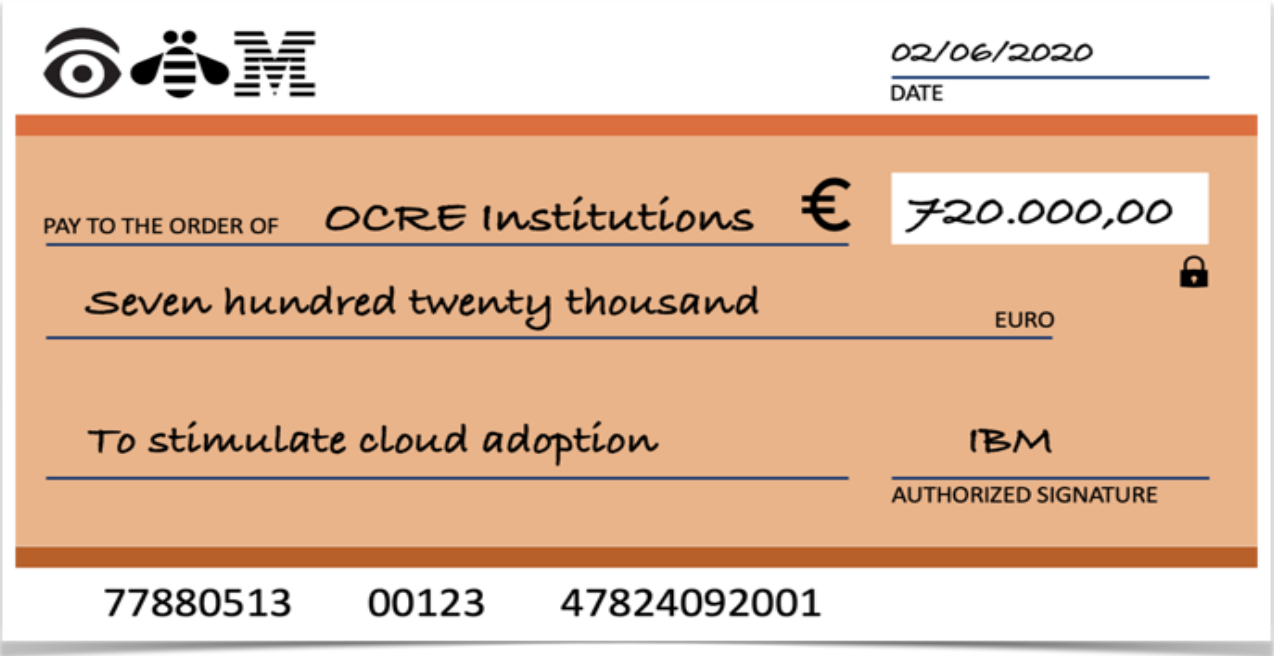 M
02/06/2020
DATE
PAY TO THE ORDER OF OCRE Institutions € 720.000,00
Seven hundred twenty thousand EURO
To stimulate cloud adoption IBM
AUTHORIZED SIGNATURE
77880513 00123 47824092001